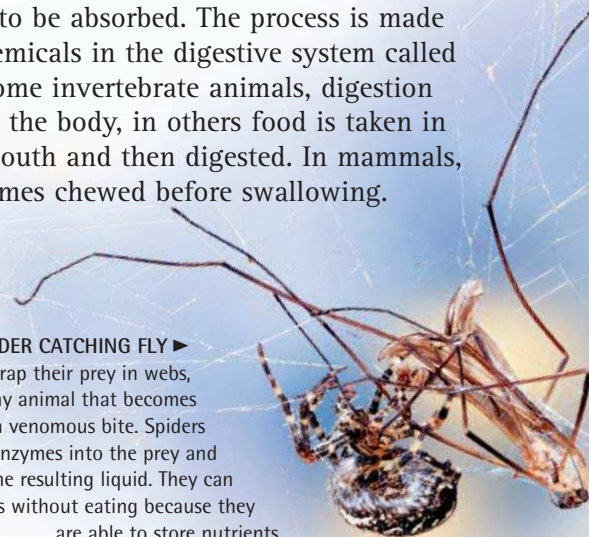 to be absorbed. The process is made
emicals in the digestive system called
ome invertebrate animals, digestion
the body, in others food is taken in
outh and then digested. In mammals,
mes chewed before swallowing.
DER CATCHING FLY ►
rap their prey in webs,
ny animal that becomes
venomous bite. Spiders
nzymes into the prey and
he resulting liquid. They can
s without eating because they
are able to store nutrients